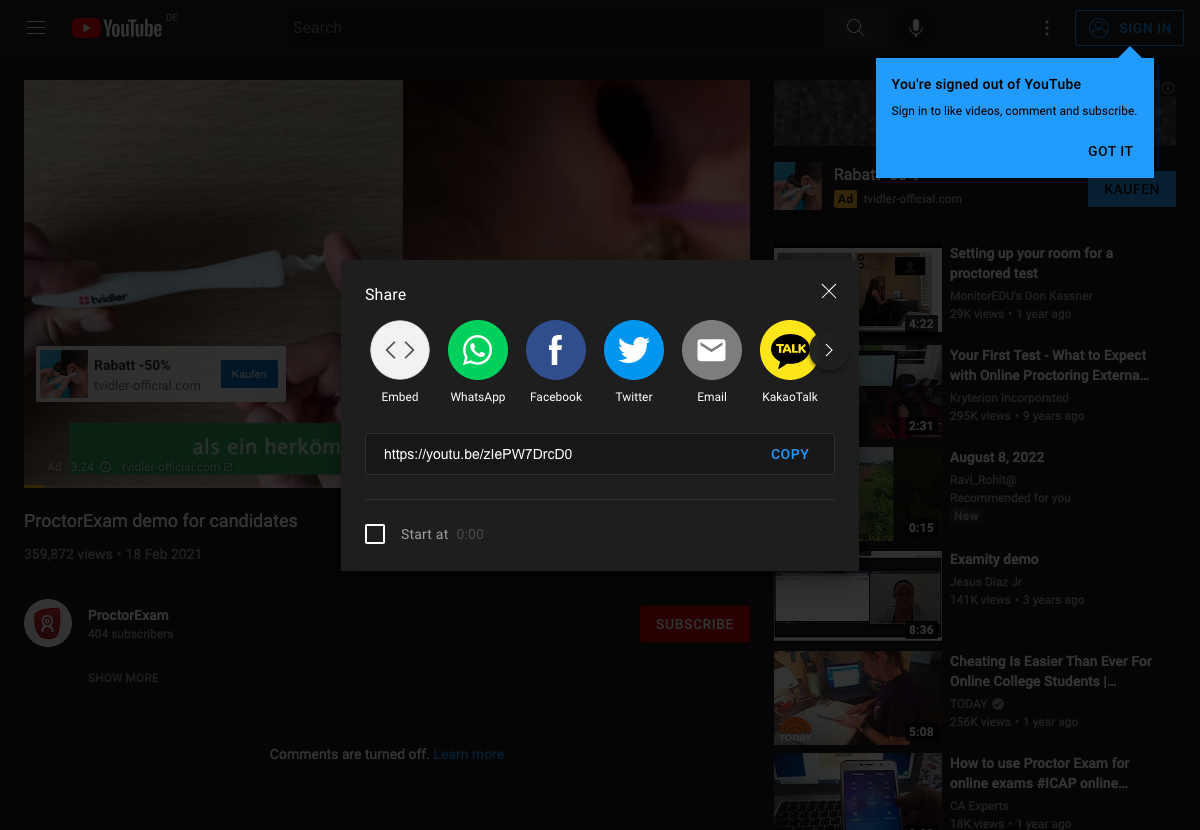 YouTube DE
Search
SIGN IN
You're signed out of YouTube
Sign in to like videos, comment and subscribe.
GOT IT
Rabatt -50%
Ad tvidler-official.com
KAUFEN
tvidler
Rabatt -50%
tvidler-official.com
Kaufen
als ein herköm
Ad 3:24 tvidler-official.com
Share
TALK
Embed WhatsApp Facebook Twitter Email KakaoTalk
https://youtu.be/zIePW7DrcD0 COPY
Start at 0:00
ProctorExam demo for candidates
359,872 views • 18 Feb 2021
ProctorExam
404 subscribers
SUBSCRIBE
SHOW MORE
Comments are turned off. Learn more
Setting up your room for a
proctored test
MonitorEDU's Don Kassner
29K views • 1 year ago
4:22
Your First Test - What to Expect
with Online Proctoring Externa...
Kryterion Incorporated
295K views • 9 years ago
2:31
August 8, 2022
Ravi_Rohit@
Recommended for you
New
0:15
Examity demo
Jesus Diaz Jr
141K views • 3 years ago
8:36
Cheating Is Easier Than Ever For
Online College Students |...
TODAY
256K views • 1 year ago
TODAY
5:08
How to use Proctor Exam for
online exams #ICAP online...
CA Experts
18K views • 1 year ago